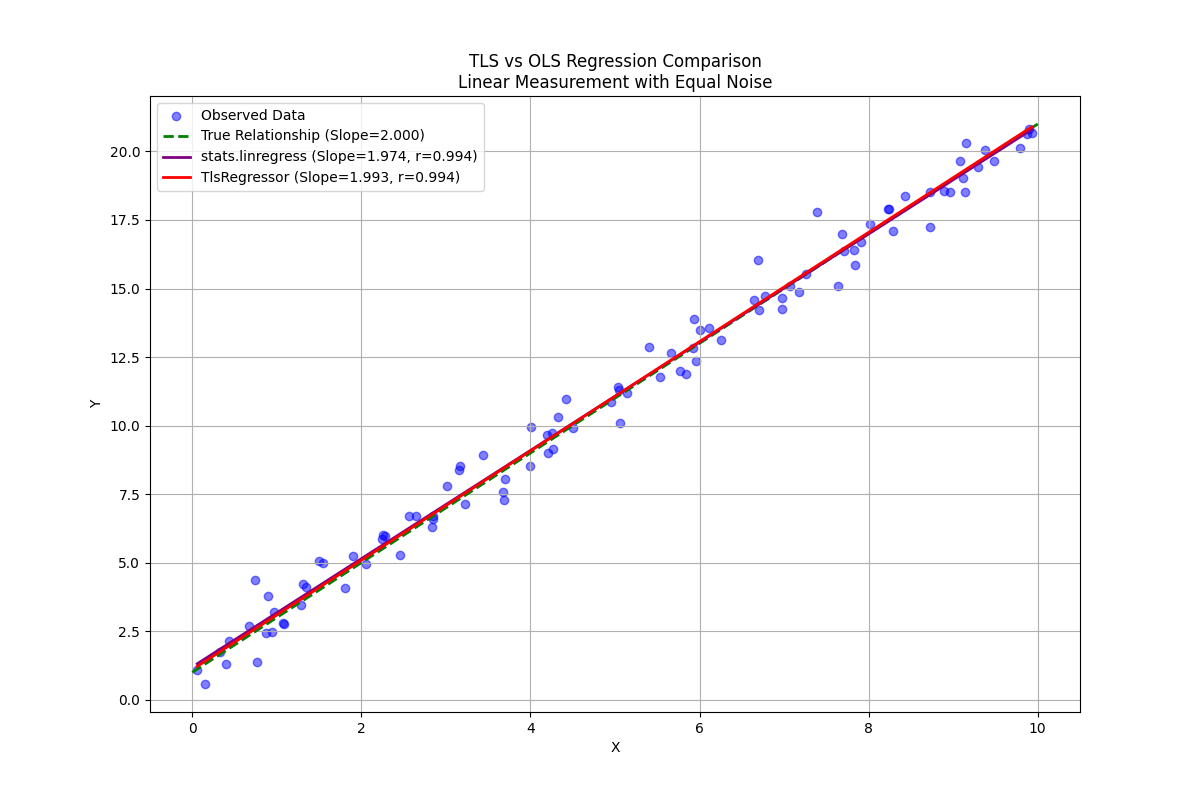 TLS vs OLS Regression Comparison
Linear Measurement with Equal Noise
Observed Data
True Relationship (Slope=2.000)
stats.linregress (Slope=1.974, r=0.994)
TlsRegressor (Slope=1.993, r=0.994)
Y
20.0
17.5
15.0
12.5
10.0
7.5
5.0
2.5
0.0
0 2 4 6 8 10
X